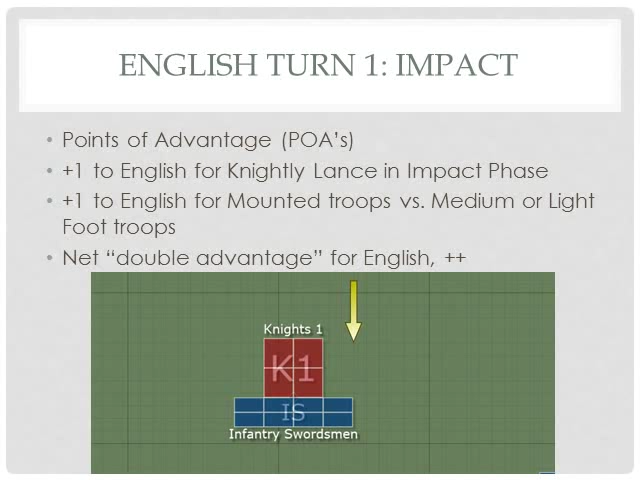 ENGLISH TURN 1: IMPACT
• Points of Advantage (POA's)
• +1 to English for Knightly Lance in Impact Phase
• +1 to English for Mounted troops vs. Medium or Light
Foot troops
• Net “double advantage” for English, ++
Knights 1
K1
IS
Infantry Swordsmen